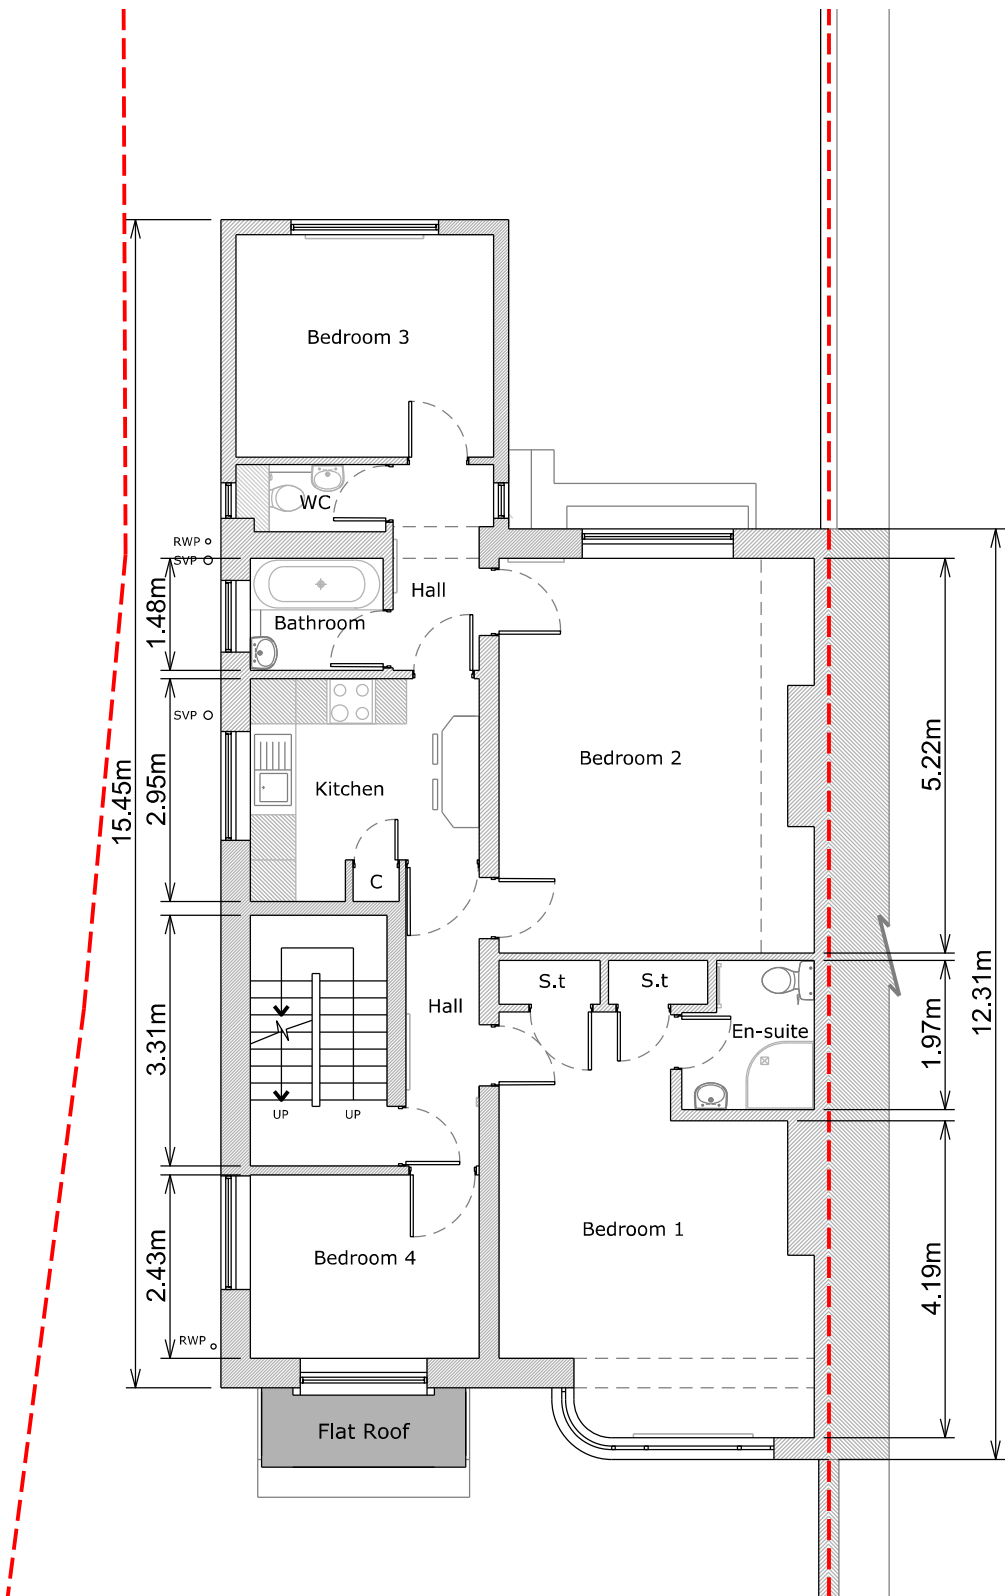 Bedroom 3
WC
RWP
SVP
Hall
Bathroom
1.48m
SVP
15.45m
2.95m
Kitchen
Bedroom 2
5.22m
C
S.t
S.t
Hall
En-suite
3.31m
1.97m
12.31m
UP
UP
Bedroom 1
Bedroom 4
2.43m
4.19m
RWP
Flat Roof